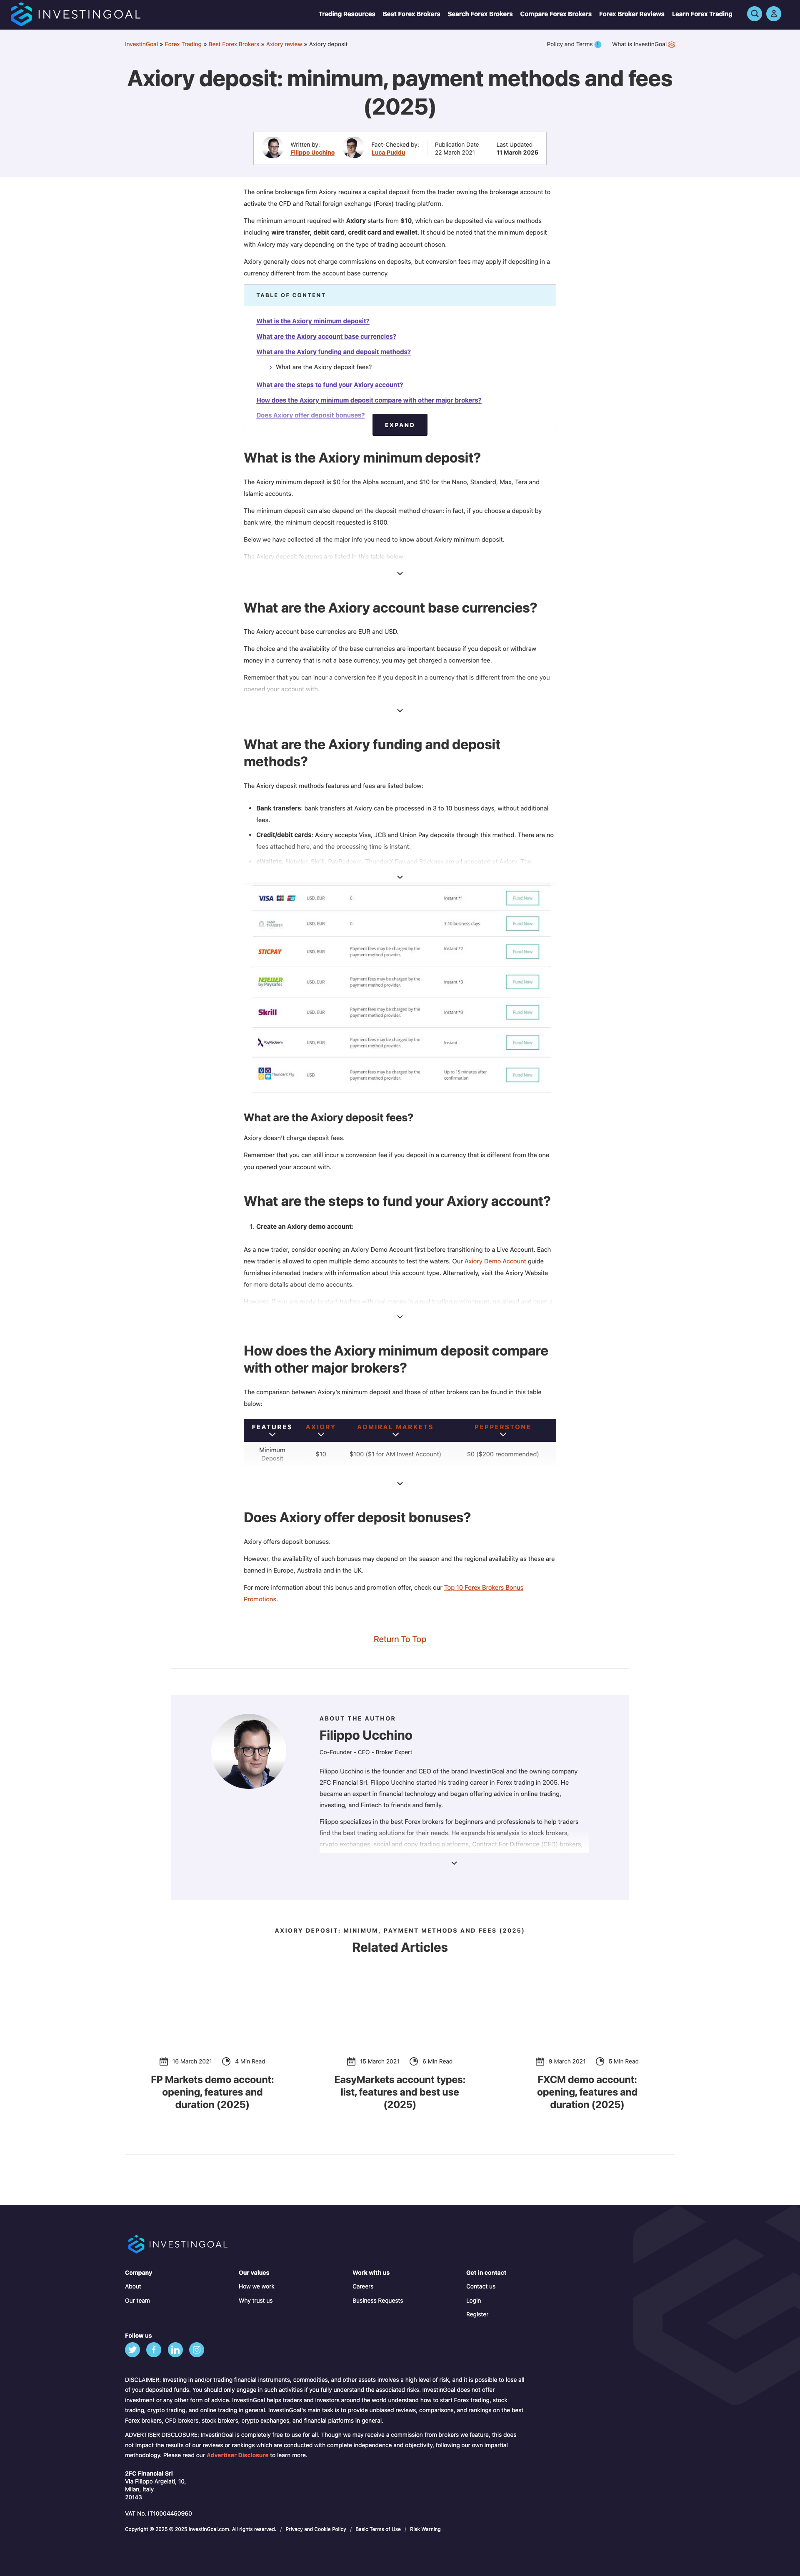 INVESTINGOAL
Trading Resources Best Forex Brokers Search Forex Brokers Compare Forex Brokers Forex Broker Reviews Learn Forex Trading
InvestinGoal » Forex Trading » Best Forex Brokers » Axiory review » Axiory deposit
Policy and Terms What is InvestinGoal
Axiory deposit: minimum, payment methods and fees
(2025)
Written by:
Filippo Ucchino
Fact-Checked by:
Luca Puddu
Publication Date
22 March 2021
Last Updated
11 March 2025
The online brokerage firm Axiory requires a capital deposit from the trader owning the brokerage account to
activate the CFD and Retail foreign exchange (Forex) trading platform.
The minimum amount required with Axiory starts from $10, which can be deposited via various methods
including wire transfer, debit card, credit card and ewallet. It should be noted that the minimum deposit
with Axiory may vary depending on the type of trading account chosen.
Axiory generally does not charge commissions on deposits, but conversion fees may apply if depositing in a
currency different from the account base currency.
TABLE OF CONTENT
What is the Axiory minimum deposit?
What are the Axiory account base currencies?
What are the Axiory funding and deposit methods?
What are the Axiory deposit fees?
What are the steps to fund your Axiory account?
How does the Axiory minimum deposit compare with other major brokers?
Does Axiory offer deposit bonuses?
EXPAND
What is the Axiory minimum deposit?
The Axiory minimum deposit is $0 for the Alpha account, and $10 for the Nano, Standard, Max, Tera and
Islamic accounts.
The minimum deposit can also depend on the deposit method chosen: in fact, if you choose a deposit by
bank wire, the minimum deposit requested is $100.
Below we have collected all the major info you need to know about Axiory minimum deposit.
The Axiory deposit features are listed in this table below:
What are the Axiory account base currencies?
The Axiory account base currencies are EUR and USD.
The choice and the availability of the base currencies are important because if you deposit or withdraw
money in a currency that is not a base currency, you may get charged a conversion fee.
Remember that you can incur a conversion fee if you deposit in a currency that is different from the one you
opened your account with.
What are the Axiory funding and deposit
methods?
The Axiory deposit methods features and fees are listed below:
• Bank transfers: bank transfers at Axiory can be processed in 3 to 10 business days, without additional
fees.
• Credit/debit cards: Axiory accepts Visa, JCB and Union Pay deposits through this method. There are no
fees attached here, and the processing time is instant.
VISA JCB USD, EUR 0 Instant *1 Fund Now
BANK TRANSFER USD, EUR 0 3-10 business days Fund Now
STICPAY USD, EUR Payment fees may be charged by the
payment method provider. Instant *2 Fund Now
NETELLER
by Paysafe USD, EUR Payment fees may be charged by the
payment method provider. Instant *3 Fund Now
Skrill USD, EUR Payment fees may be charged by the
payment method provider. Instant *3 Fund Now
PayRedeem USD, EUR Payment fees may be charged by the
payment method provider. Instant Fund Now
ThunderX Pay USD Payment fees may be charged by the
payment method provider. Up to 15 minutes after
confirmation Fund Now
What are the Axiory deposit fees?
Axiory doesn't charge deposit fees.
Remember that you can still incur a conversion fee if you deposit in a currency that is different from the one
you opened your account with.
What are the steps to fund your Axiory account?
1. Create an Axiory demo account:
As a new trader, consider opening an Axiory Demo Account first before transitioning to a Live Account. Each
new trader is allowed to open multiple demo accounts to test the waters. Our Axiory Demo Account guide
furnishes interested traders with information about this account type. Alternatively, visit the Axiory Website
for more details about demo accounts.
How does the Axiory minimum deposit compare
with other major brokers?
The comparison between Axiory's minimum deposit and those of other brokers can be found in this table
below:
FEATURES AXIORY ADMIRAL MARKETS PEPPERSTONE
Minimum
Deposit $10 $100 ($1 for AM Invest Account) $0 ($200 recommended)
Does Axiory offer deposit bonuses?
Axiory offers deposit bonuses.
However, the availability of such bonuses may depend on the season and the regional availability as these are
banned in Europe, Australia and in the UK.
For more information about this bonus and promotion offer, check our Top 10 Forex Brokers Bonus
Promotions.
Return To Top
ABOUT THE AUTHOR
Filippo Ucchino
Co-Founder - CEO - Broker Expert
Filippo Ucchino is the founder and CEO of the brand InvestinGoal and the owning company
2FC Financial Srl. Filippo Ucchino started his trading career in Forex trading in 2005. He
became an expert in financial technology and began offering advice in online trading,
investing, and Fintech to friends and family.
Filippo specializes in the best Forex brokers for beginners and professionals to help traders
find the best trading solutions for their needs. He expands his analysis to stock brokers,
crypto exchanges, social and copy trading platforms, Contract For Difference (CFD) brokers,
AXIORY DEPOSIT: MINIMUM, PAYMENT METHODS AND FEES (2025)
Related Articles
16 March 2021 4 Min Read
FP Markets demo account:
opening, features and
duration (2025)
15 March 2021 6 Min Read
EasyMarkets account types:
list, features and best use
(2025)
9 March 2021 5 Min Read
FXCM demo account:
opening, features and
duration (2025)
INVESTINGOAL
Company
About
Our team
Our values
How we work
Why trust us
Work with us
Careers
Business Requests
Get in contact
Contact us
Login
Register
Follow us
DISCLAIMER: Investing in and/or trading financial instruments, commodities, and other assets involves a high level of risk, and it is possible to lose all
of your deposited funds. You should only engage in such activities if you fully understand the associated risks. InvestinGoal does not offer
investment or any other form of advice. InvestinGoal helps traders and investors around the world understand how to start Forex trading, stock
trading, crypto trading, and online trading in general. InvestinGoal's main task is to provide unbiased reviews, comparisons, and rankings on the best
Forex brokers, CFD brokers, stock brokers, crypto exchanges, and financial platforms in general.
ADVERTISER DISCLOSURE: InvestinGoal is completely free to use for all. Though we may receive a commission from brokers we feature, this does
not impact the results of our reviews or rankings which are conducted with complete independence and objectivity, following our own impartial
methodology. Please read our Advertiser Disclosure to learn more.
2FC Financial Srl
Via Filippo Argelati, 10,
Milan, Italy
20143
VAT No. IT10004450960
Copyright © 2025 © 2025 InvestinGoal.com. All rights reserved. / Privacy and Cookie Policy / Basic Terms of Use / Risk Warning